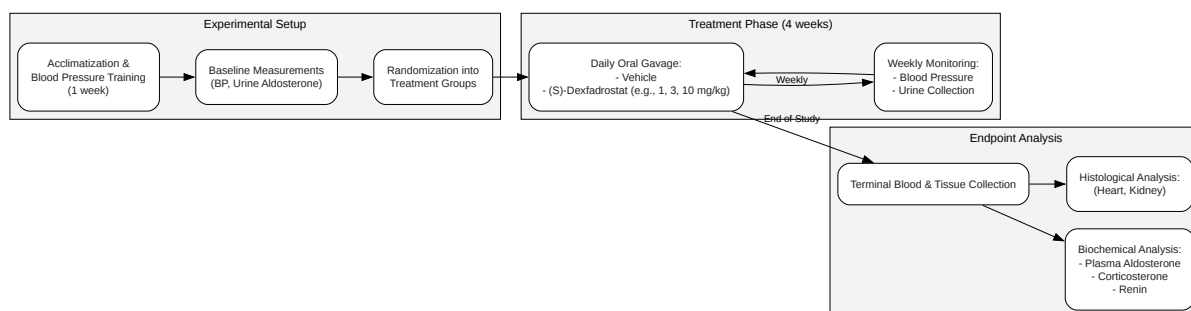 Experimental Setup
Acclimatization &
Blood Pressure Training
(1 week)
Baseline Measurements
(BP, Urine Aldosterone)
Randomization into
Treatment Groups
Treatment Phase (4 weeks)
Daily Oral Gavage:
- Vehicle
- (S)-Dexfadrostat (e.g., 1, 3, 10 mg/kg)
Weekly
Weekly Monitoring:
- Blood Pressure
- Urine Collection
End of Study
Endpoint Analysis
Terminal Blood & Tissue Collection
Histological Analysis:
(Heart, Kidney)
Biochemical Analysis:
- Plasma Aldosterone
- Corticosterone
- Renin